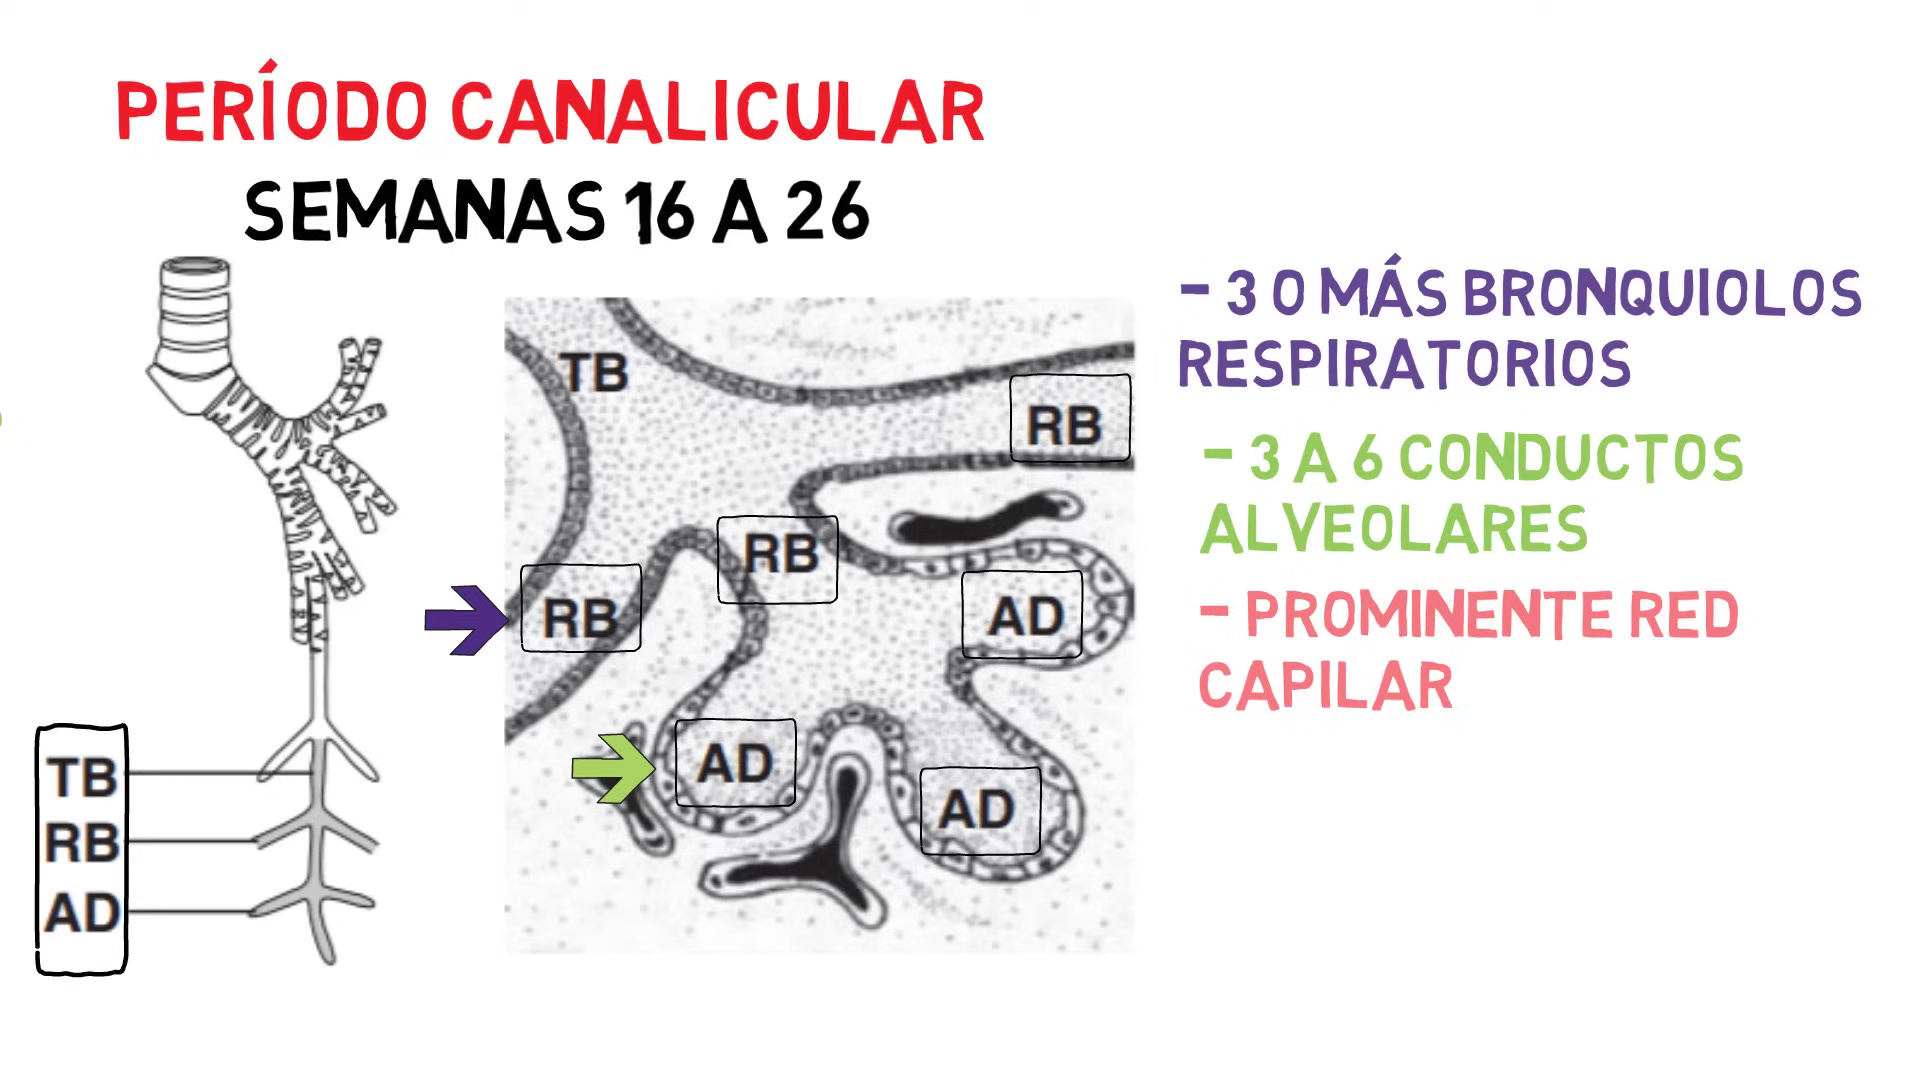 PERÍODO CANALICULAR
SEMANAS 16 A 26
- 3 O MÁS BRONQUIOLOS
RESPIRATORIOS
- 3 A 6 CONDUCTOS
ALVEOLARES
- PROMINENTE RED
CAPILAR
TB
RB
RB
RB
AD
AD
AD
TB
RB
AD